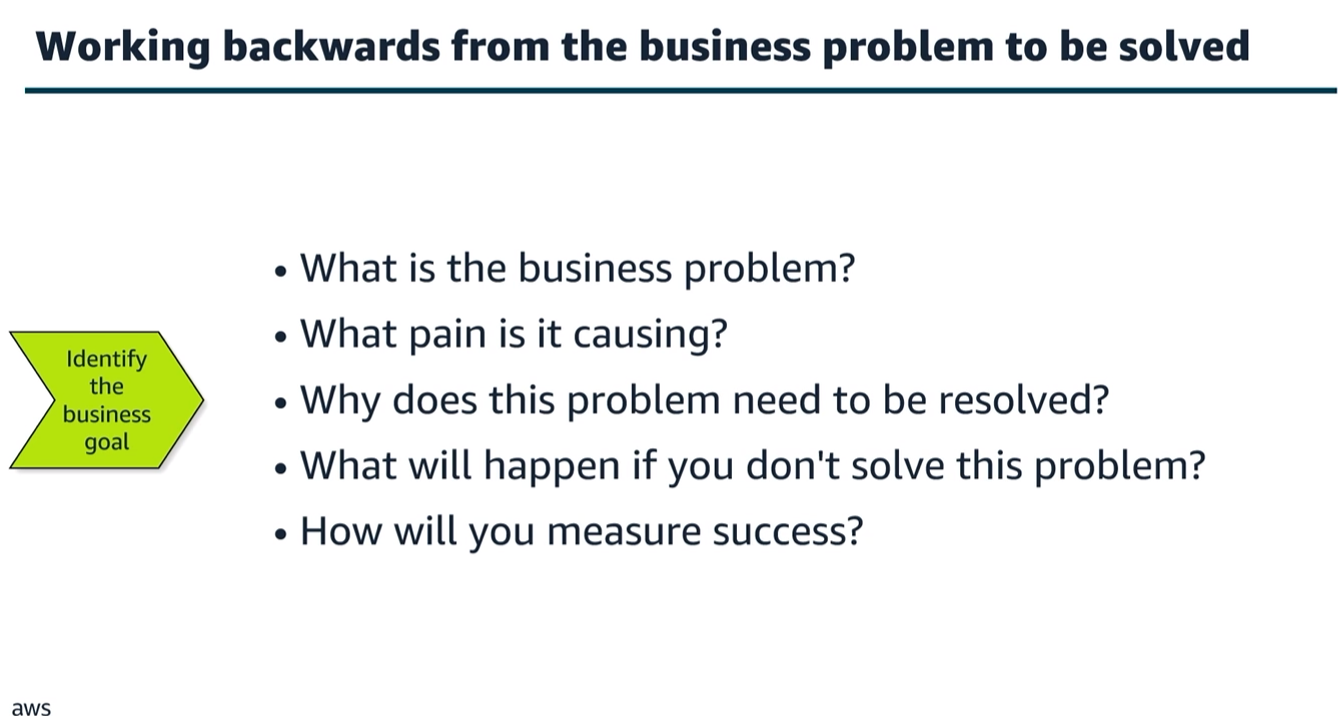 Working backwards from the business problem to be solved
• What is the business problem?
• What pain is it causing?
• Why does this problem need to be resolved?
• What will happen if you don't solve this problem?
• How will you measure success?
Identify
the
business
goal
aws